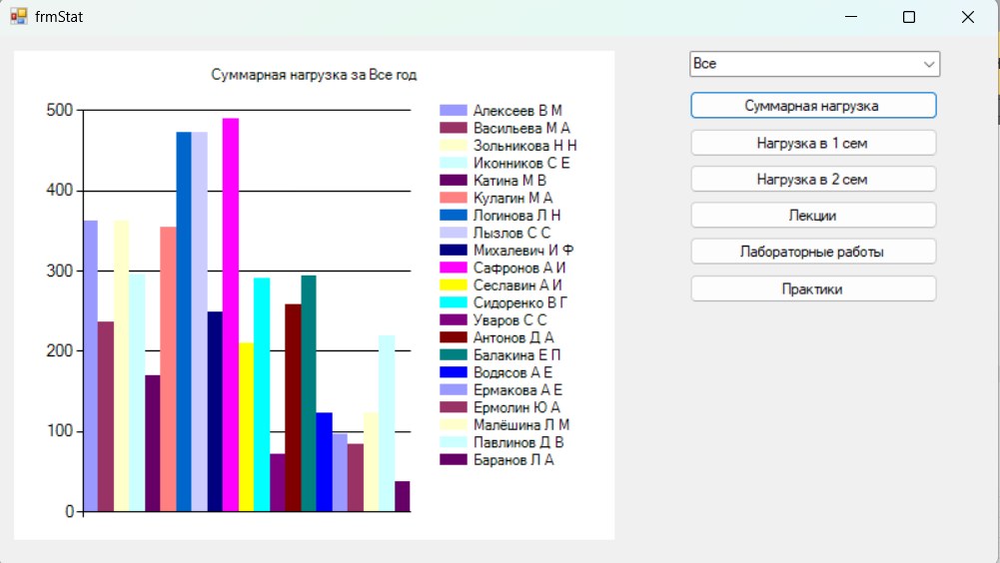 frmStat
Суммарная нагрузка за Все год
500
400
300
200
100
0
Алексеев В М
Васильева М А
Зольникова Н Н
Иконников С Е
Катина М В
Кулагин М А
Логинова Л Н
Лызлов С С
Михалевич И Ф
Сафронов А И
Сеславин А И
Сидоренко В Г
Уваров С С
Антонов Д А
Балакина Е П
Водясов А Е
Ермакова А Е
Ермолин Ю А
Малёшина Л М
Павлинов Д В
Баранов Л А
Все
Суммарная нагрузка
Нагрузка в 1 сем
Нагрузка в 2 сем
Лекции
Лабораторные работы
Практики